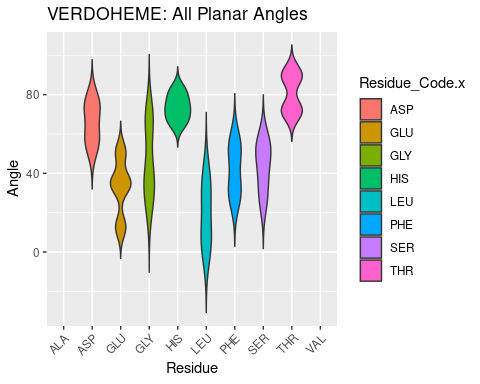 VERDOHEME: All Planar Angles
80
40
0
Angle
ALA
ASP
GLU
GLY
HIS
LEU
PHE
SER
THR
VAL
Residue
Residue_Code.x
ASP
GLU
GLY
HIS
LEU
PHE
SER
THR